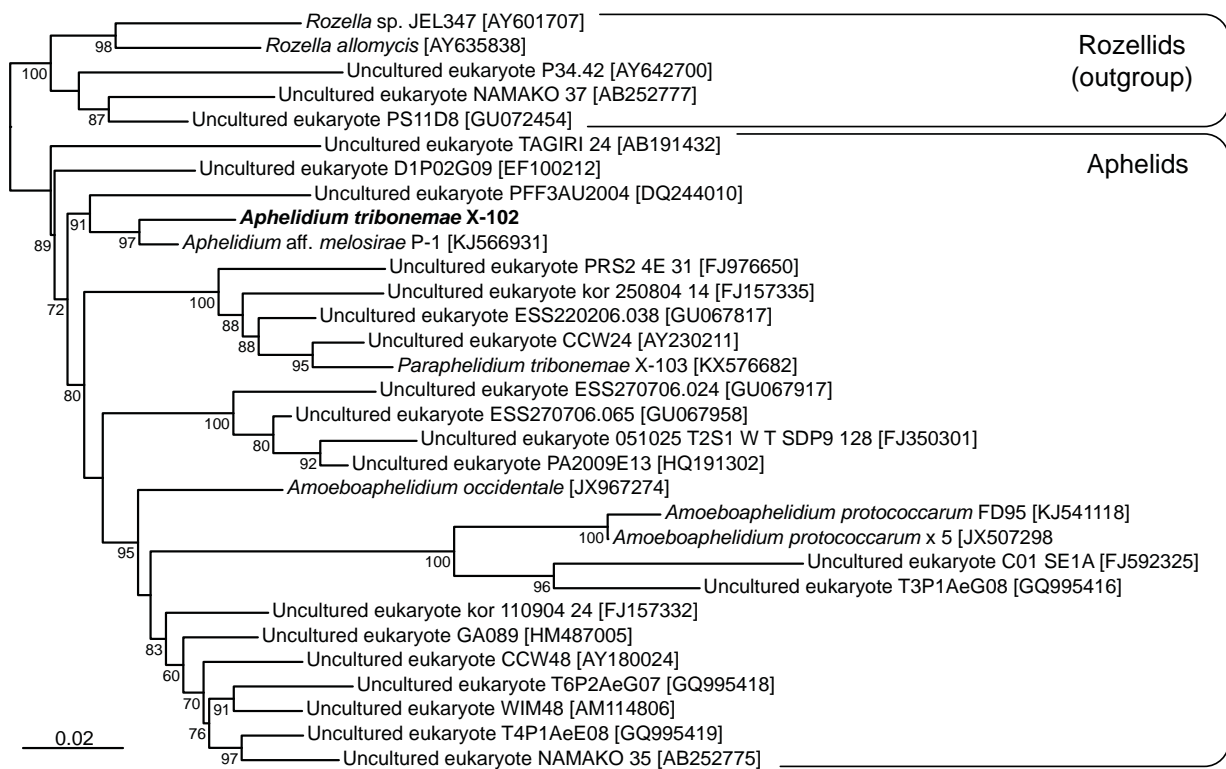 Rozella sp. JEL347 [AY601707]
Rozella allomycis [AY635838]
98
Rozellids
(outgroup)
100
Uncultured eukaryote P34.42 [AY642700]
Uncultured eukaryote NAMAKO 37 [AB252777]
87
Uncultured eukaryote PS11D8 [GU072454]
Uncultured eukaryote TAGIRI 24 [AB191432]
Aphelids
Uncultured eukaryote D1P02G09 [EF100212]
Uncultured eukaryote PFF3AU2004 [DQ244010]
91
Aphelidium tribonemae X-102
89
97
Aphelidium aff. melosirae P-1 [KJ566931]
Uncultured eukaryote PRS2 4E 31 [FJ976650]
72
100
Uncultured eukaryote kor 250804 14 [FJ157335]
88
Uncultured eukaryote ESS220206.038 [GU067817]
88
Uncultured eukaryote CCW24 [AY230211]
95
Paraphelidium tribonemae X-103 [KX576682]
80
Uncultured eukaryote ESS270706.024 [GU067917]
100
Uncultured eukaryote ESS270706.065 [GU067958]
80
Uncultured eukaryote 051025 T2S1 W T SDP9 128 [FJ350301]
92
Uncultured eukaryote PA2009E13 [HQ191302]
Amoeboaphelidium occidentale [JX967274]
95
Amoeboaphelidium protococcarum FD95 [KJ541118]
100
Amoeboaphelidium protococcarum x 5 [JX507298
100
Uncultured eukaryote C01 SE1A [FJ592325]
96
Uncultured eukaryote T3P1AeG08 [GQ995416]
Uncultured eukaryote kor 110904 24 [FJ157332]
83
Uncultured eukaryote GA089 [HM487005]
60
Uncultured eukaryote CCW48 [AY180024]
70
Uncultured eukaryote T6P2AeG07 [GQ995418]
91
Uncultured eukaryote WIM48 [AM114806]
76
Uncultured eukaryote T4P1AeE08 [GQ995419]
97
Uncultured eukaryote NAMAKO 35 [AB252775]
0.02